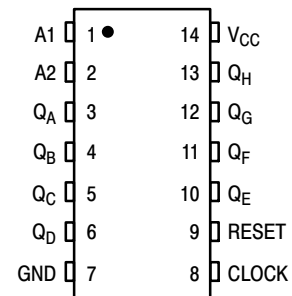 A1 1 14 VCC
A2 2 13 QH
QA 3 12 QG
QB 4 11 QF
QC 5 10 QE
QD 6 9 RESET
GND 7 8 CLOCK